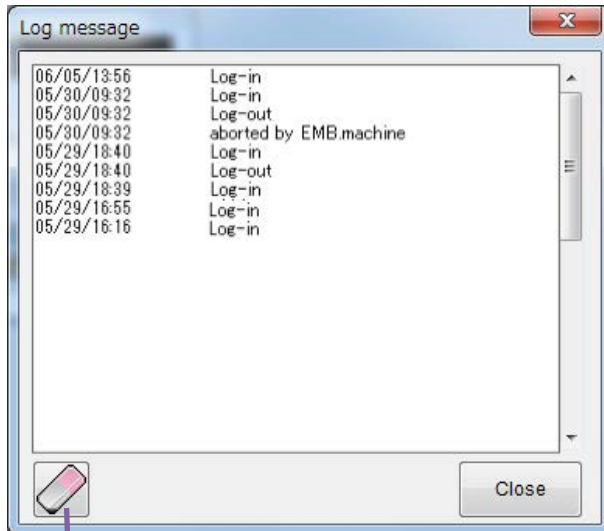 Log message
06/05/13:56 Log-in
05/30/09:32 Log-in
05/30/09:32 Log-out
05/30/09:32 aborted by EMB.machine
05/29/18:40 Log-in
05/29/18:40 Log-out
05/29/18:39 Log-in
05/29/16:55 Log-in
05/29/16:16 Log-in
Close